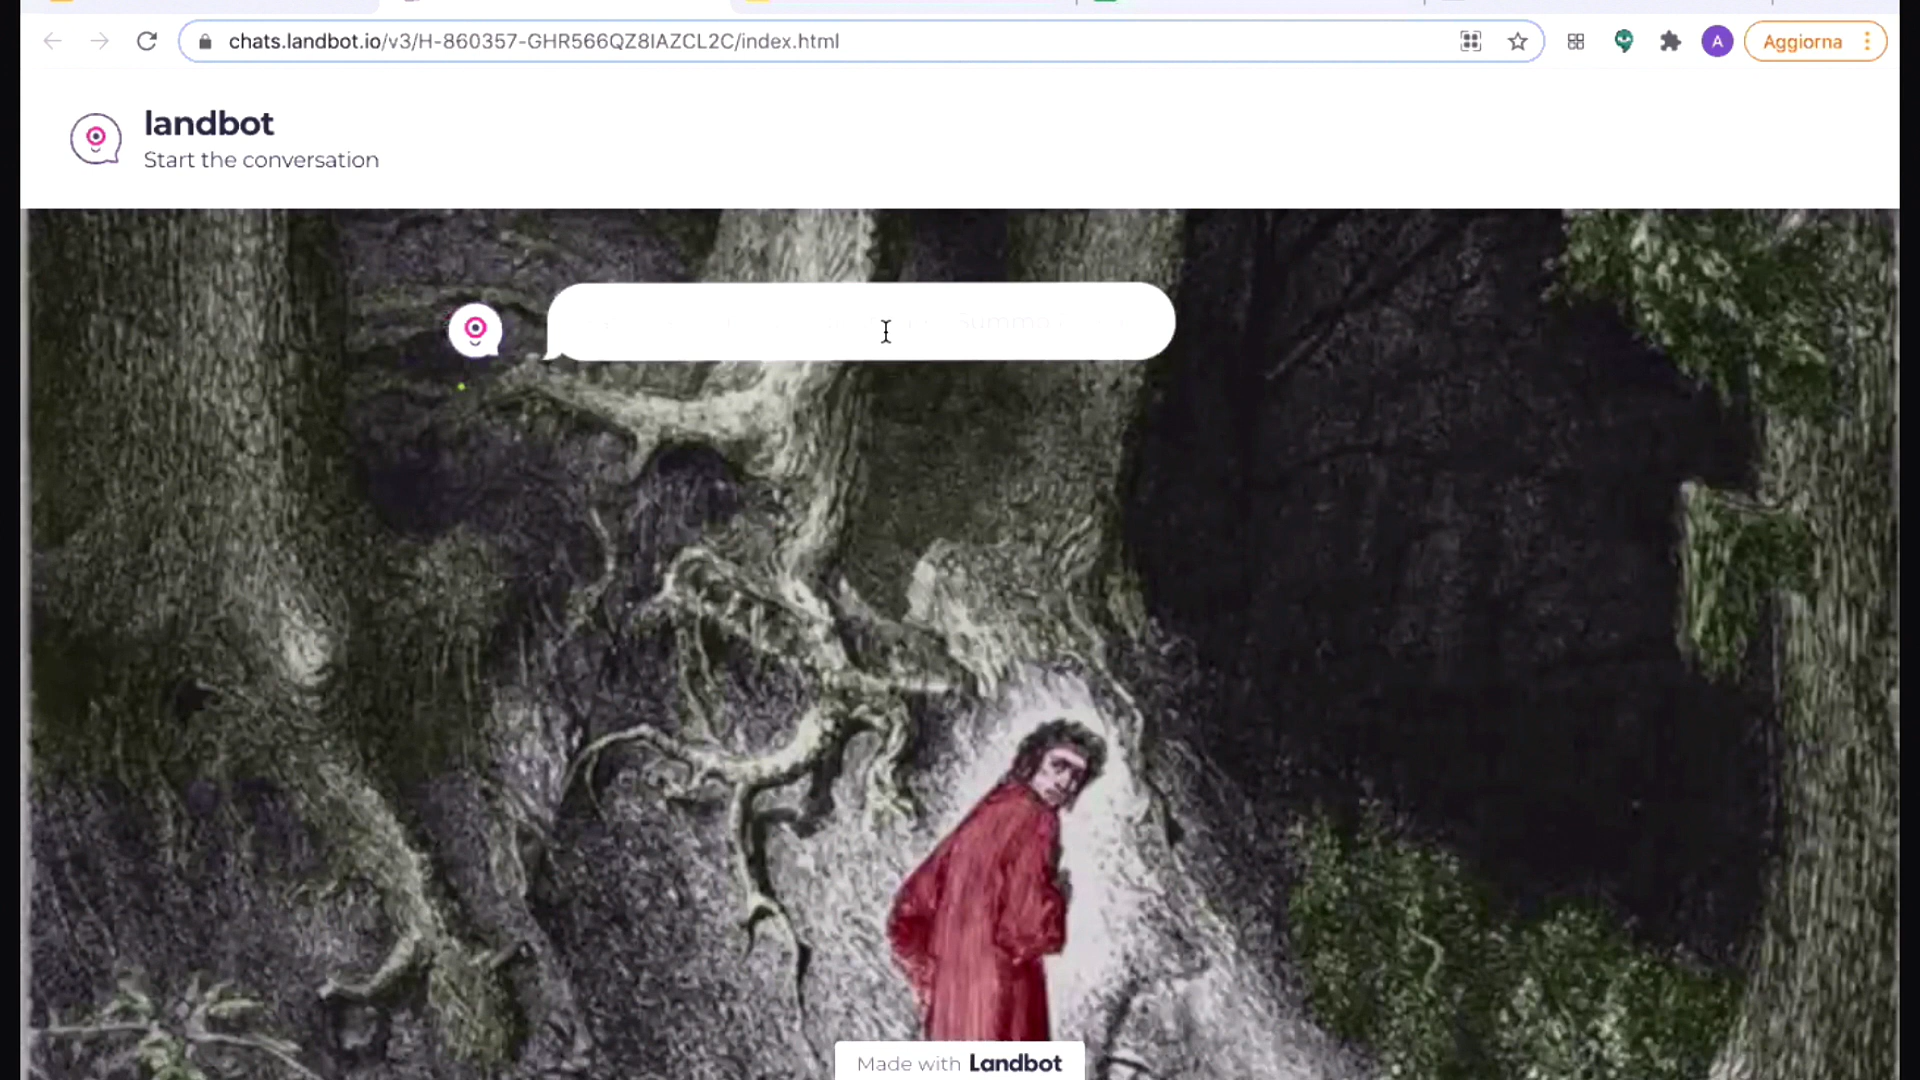 chats.landbot.io/v3/H-860357-GHR566QZ8IAZCL2C/index.html
A
Aggiorna
landbot
Start the conversation
Made with Landbot